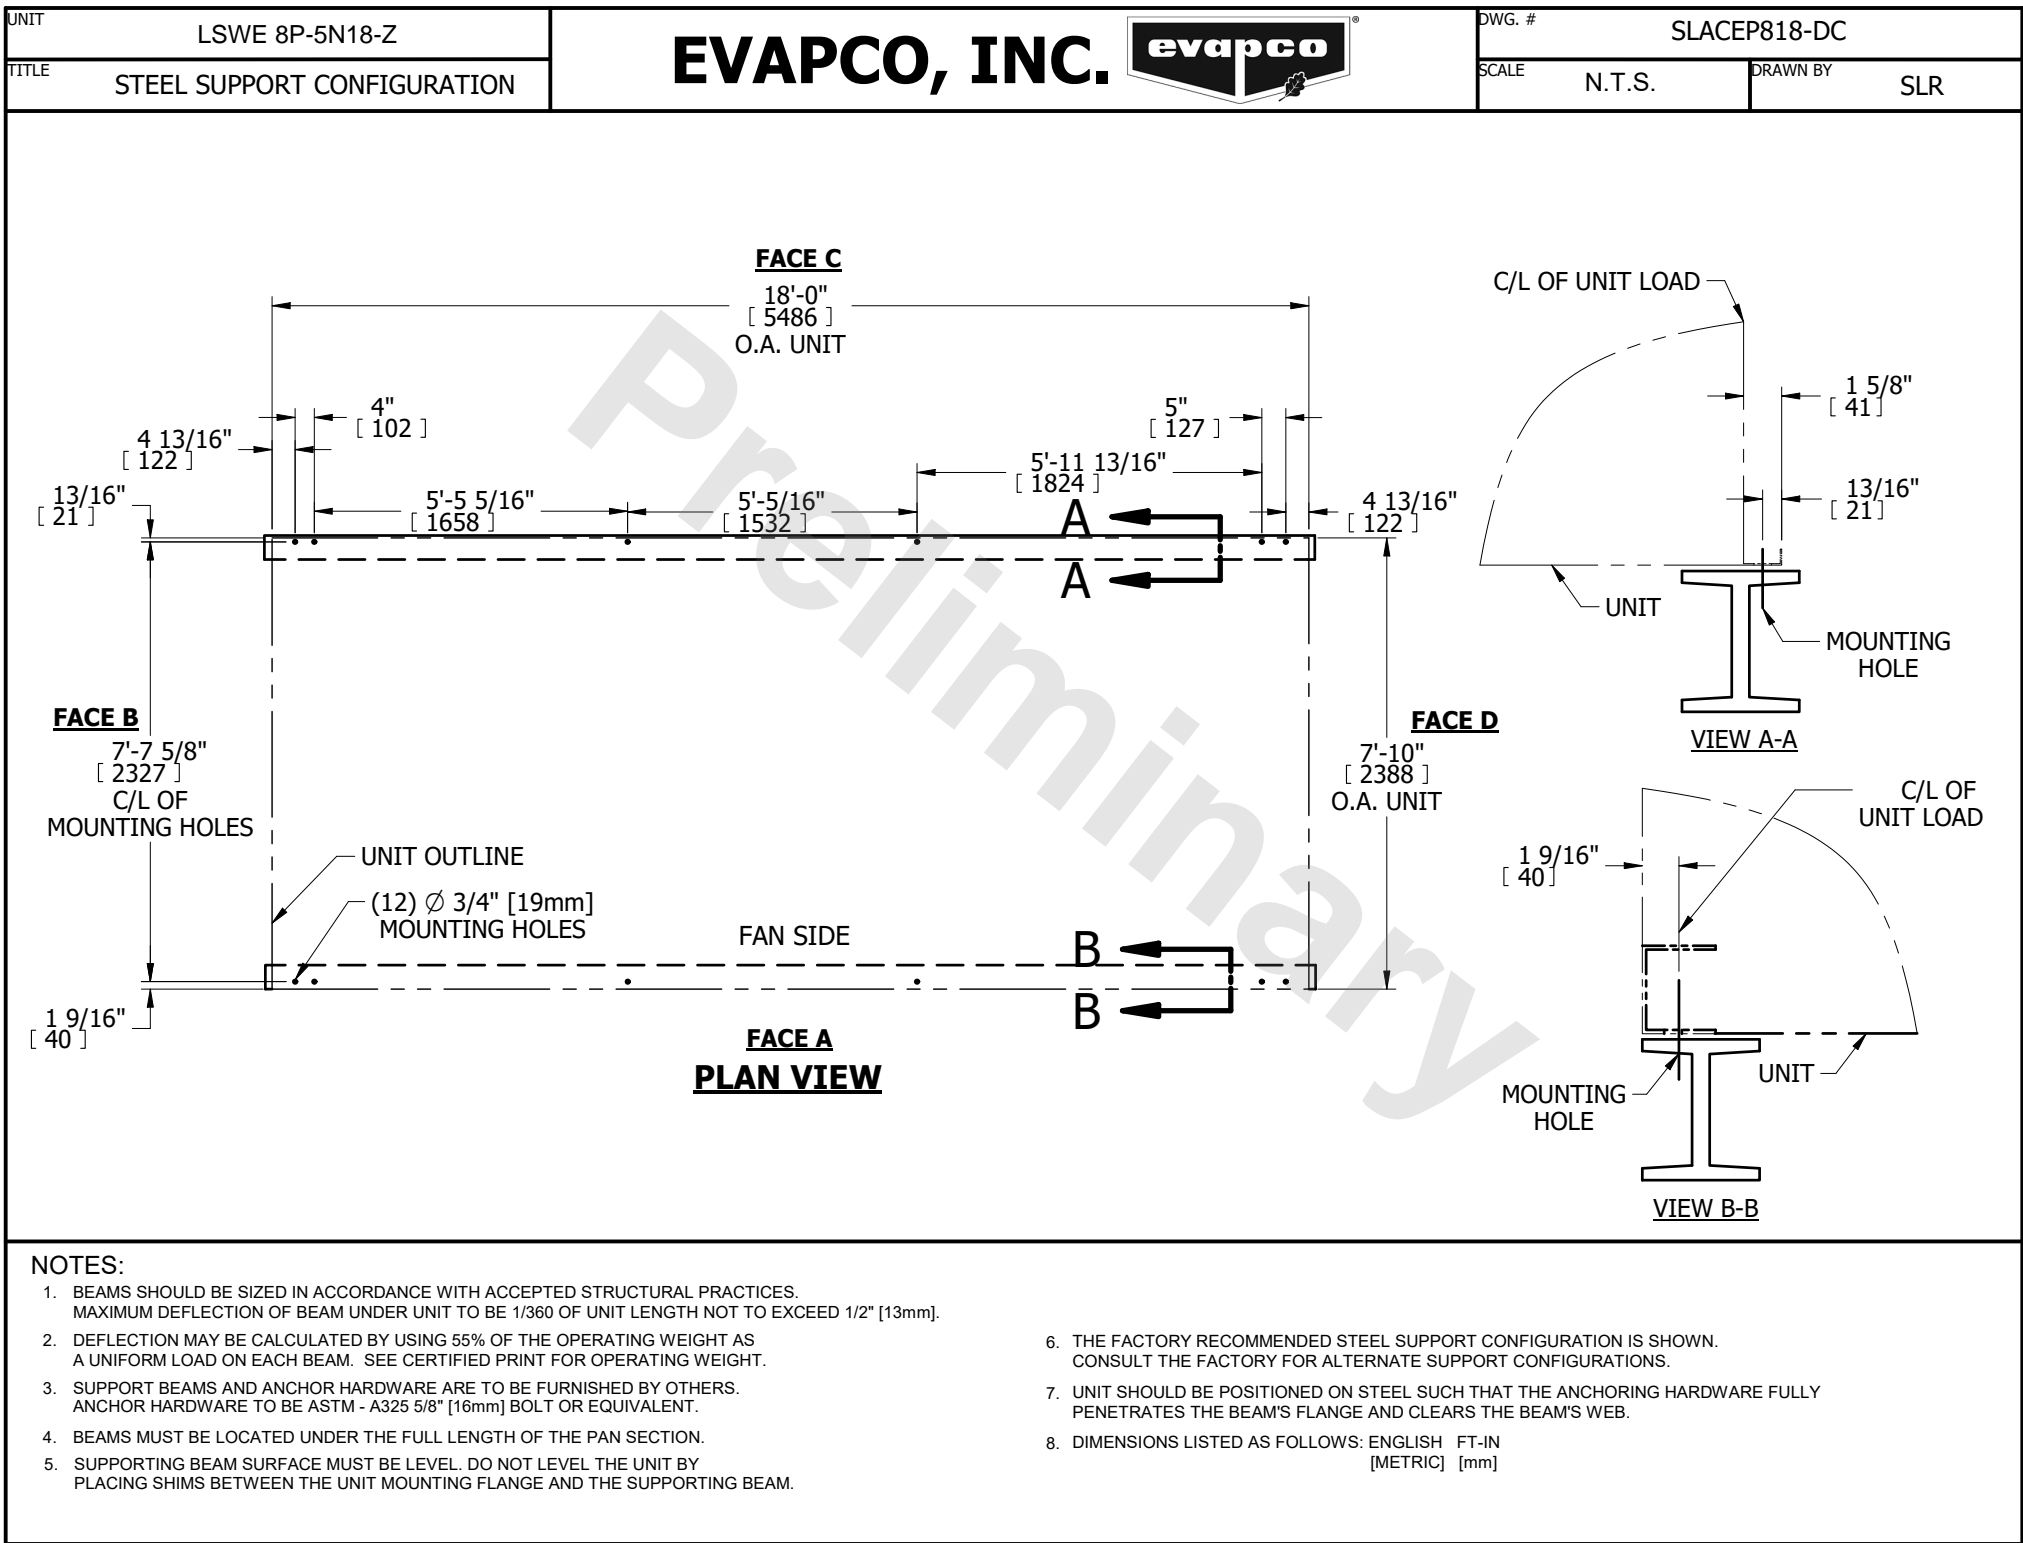 UNIT
LSWE 8P-5N18-Z
TITLE
STEEL SUPPORT CONFIGURATION
EVAPCO, INC.
evapco
®
DWG. #
SLACEP818-DC
SCALE
N.T.S.
DRAWN BY
SLR
FACE C
18'-0"
[ 5486 ]
O.A. UNIT
4"
[ 102 ]
4 13/16"
[ 122 ]
13/16"
[ 21 ]
5'-5 5/16"
[ 1658 ]
5'-5/16"
[ 1532 ]
5'-11 13/16"
[ 1824 ]
5"
[ 127 ]
4 13/16"
[ 122 ]
A
A
FACE B
7'-7 5/8"
[ 2327 ]
C/L OF
MOUNTING HOLES
FACE D
7'-10"
[ 2388 ]
O.A. UNIT
UNIT OUTLINE
(12) ∅ 3/4" [19mm]
MOUNTING HOLES
FAN SIDE
B
B
1 9/16"
[ 40 ]
FACE A
PLAN VIEW
Preliminary
C/L OF UNIT LOAD
1 5/8"
[ 41 ]
13/16"
[ 21 ]
UNIT
MOUNTING
HOLE
VIEW A-A
C/L OF
UNIT LOAD
1 9/16"
[ 40 ]
UNIT
MOUNTING
HOLE
VIEW B-B
NOTES:
1. BEAMS SHOULD BE SIZED IN ACCORDANCE WITH ACCEPTED STRUCTURAL PRACTICES.
MAXIMUM DEFLECTION OF BEAM UNDER UNIT TO BE 1/360 OF UNIT LENGTH NOT TO EXCEED 1/2" [13mm].
2. DEFLECTION MAY BE CALCULATED BY USING 55% OF THE OPERATING WEIGHT AS
A UNIFORM LOAD ON EACH BEAM. SEE CERTIFIED PRINT FOR OPERATING WEIGHT.
3. SUPPORT BEAMS AND ANCHOR HARDWARE ARE TO BE FURNISHED BY OTHERS.
ANCHOR HARDWARE TO BE ASTM - A325 5/8" [16mm] BOLT OR EQUIVALENT.
4. BEAMS MUST BE LOCATED UNDER THE FULL LENGTH OF THE PAN SECTION.
5. SUPPORTING BEAM SURFACE MUST BE LEVEL. DO NOT LEVEL THE UNIT BY
PLACING SHIMS BETWEEN THE UNIT MOUNTING FLANGE AND THE SUPPORTING BEAM.
6. THE FACTORY RECOMMENDED STEEL SUPPORT CONFIGURATION IS SHOWN.
CONSULT THE FACTORY FOR ALTERNATE SUPPORT CONFIGURATIONS.
7. UNIT SHOULD BE POSITIONED ON STEEL SUCH THAT THE ANCHORING HARDWARE FULLY
PENETRATES THE BEAM'S FLANGE AND CLEARS THE BEAM'S WEB.
8. DIMENSIONS LISTED AS FOLLOWS: ENGLISH FT-IN
[METRIC] [mm]